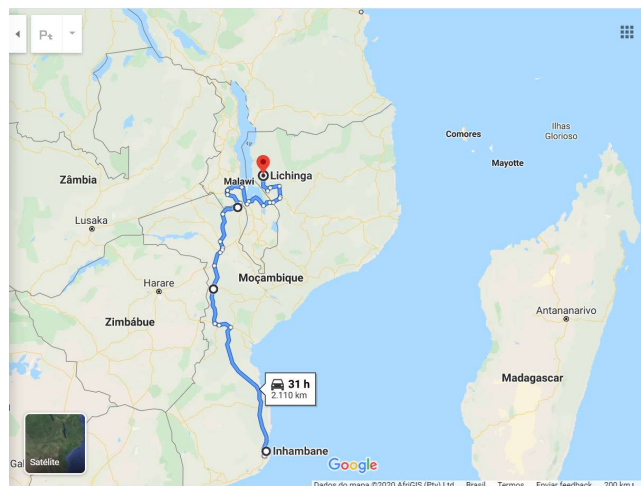 Pt
Comores
Ilhas
Glorioso
Mayotte
Lichinga
Malawi
Zâmbia
Lusaka
Moçambique
Harare
Zimbábue
Antananarivo
Madagascar
31 h
2.110 km
Inhambane
Satélite
Google
Dados do mapa ©2020 AfriGIS (Pty) Ltd Brasil Termos Enviar feedback 200 km